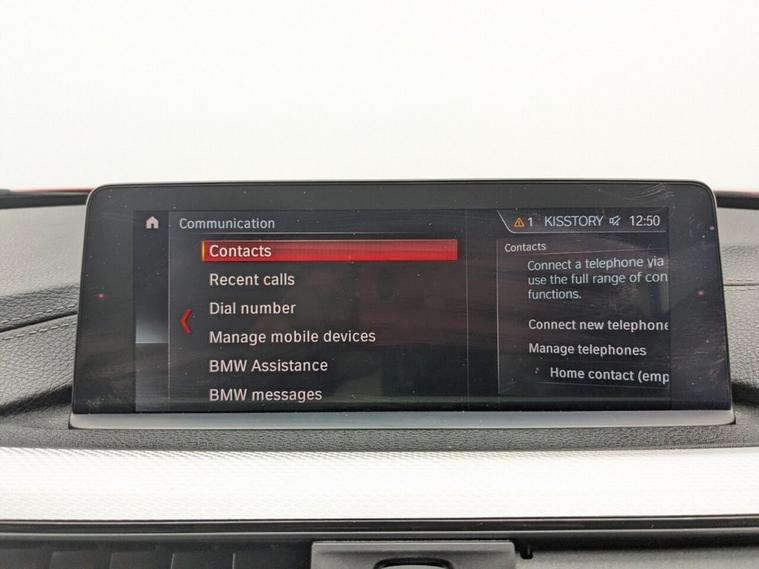 Communication
1 KISSTORY 12:50
Contacts
Recent calls
Dial number
Manage mobile devices
BMW Assistance
BMW messages
Contacts
Connect a telephone via
use the full range of con
functions.
Connect new telephone
Manage telephones
Home contact (emp